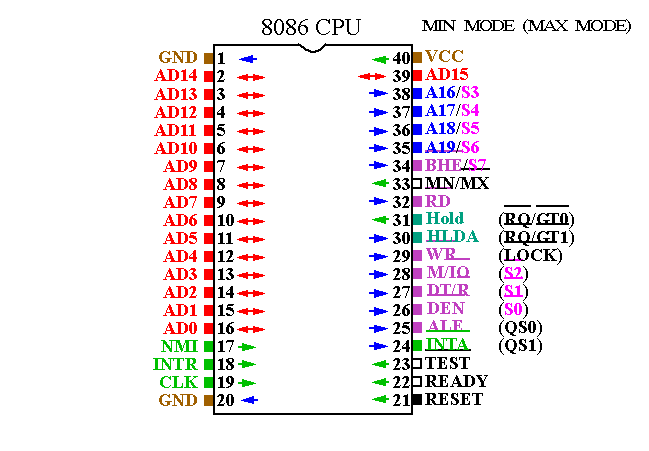 8086 CPU MIN MODE (MAX MODE)
GND 1 40 VCC
AD14 2 39 AD15
AD13 3 38 A16/S3
AD12 4 37 A17/S4
AD11 5 36 A18/S5
AD10 6 35 A19/S6
AD9 7 34 BHE/S7
AD8 8 33 MN/MX
AD7 9 32 RD
AD6 10 31 Hold (RQ/GT0)
AD5 11 30 HLDA (RQ/GT1)
AD4 12 29 WR (LOCK)
AD3 13 28 M/IO (S2)
AD2 14 27 DT/R (S1)
AD1 15 26 DEN (S0)
AD0 16 25 ALE (QS0)
NMI 17 24 INTA (QS1)
INTR 18 23 TEST
CLK 19 22 READY
GND 20 21 RESET